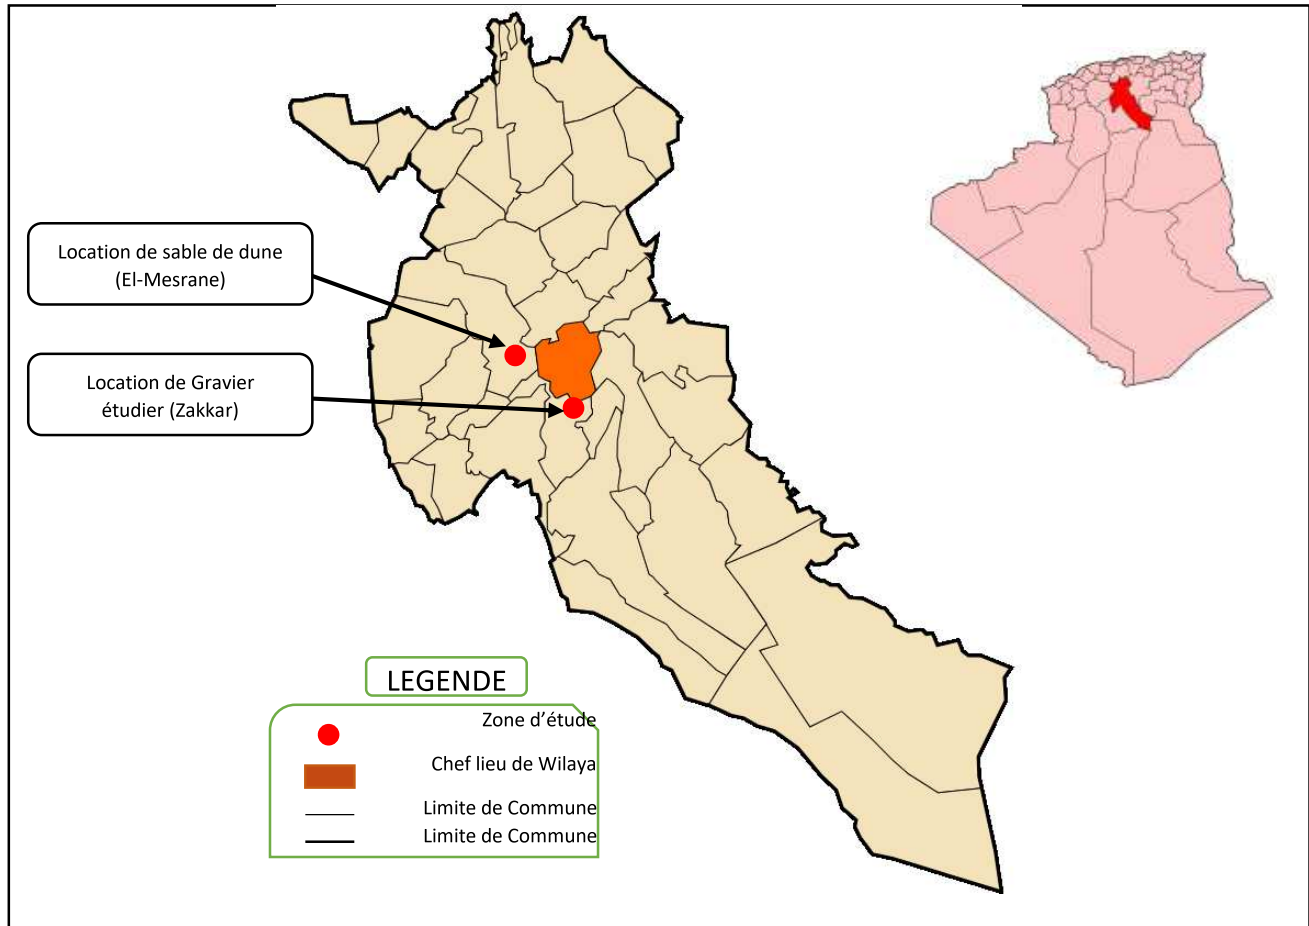 Location de sable de dune
(El-Mesrane)
Location de Gravier
étudier (Zakkar)
LEGENDE
Zone d'étude
Chef lieu de Wilaya
Limite de Commune
Limite de Commune